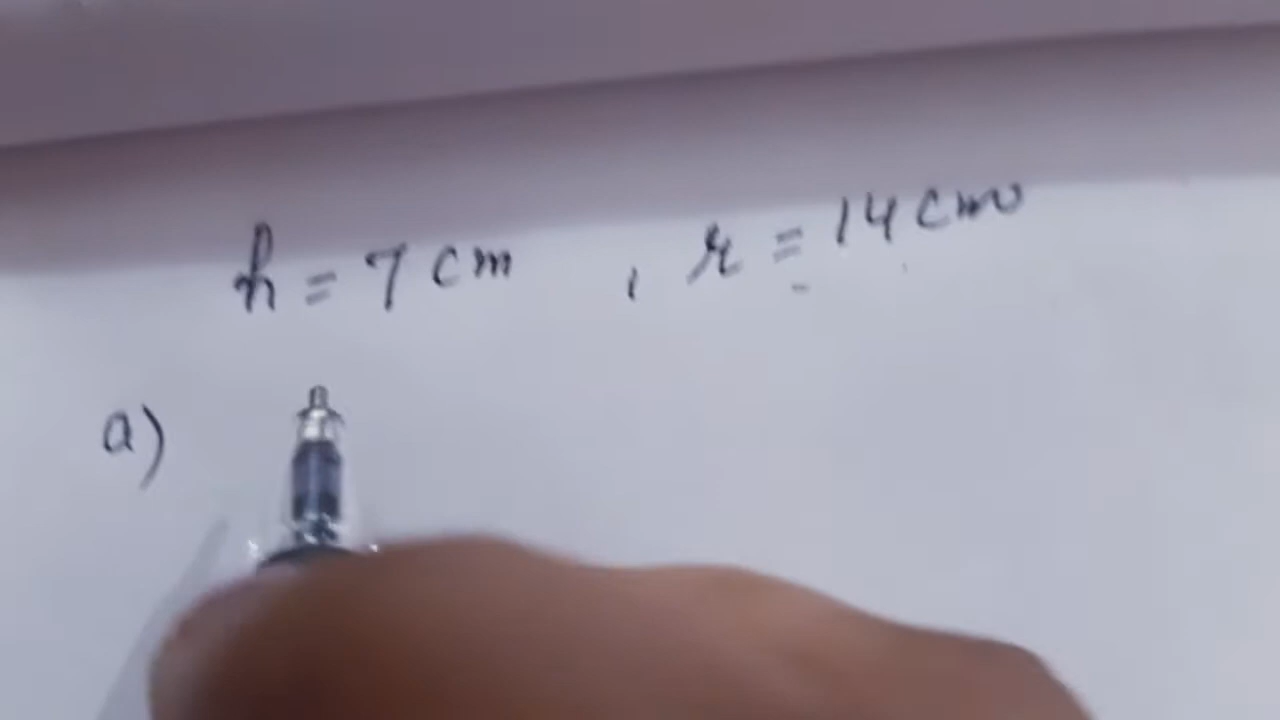 h = 7 cm , r = 14 cm
a)